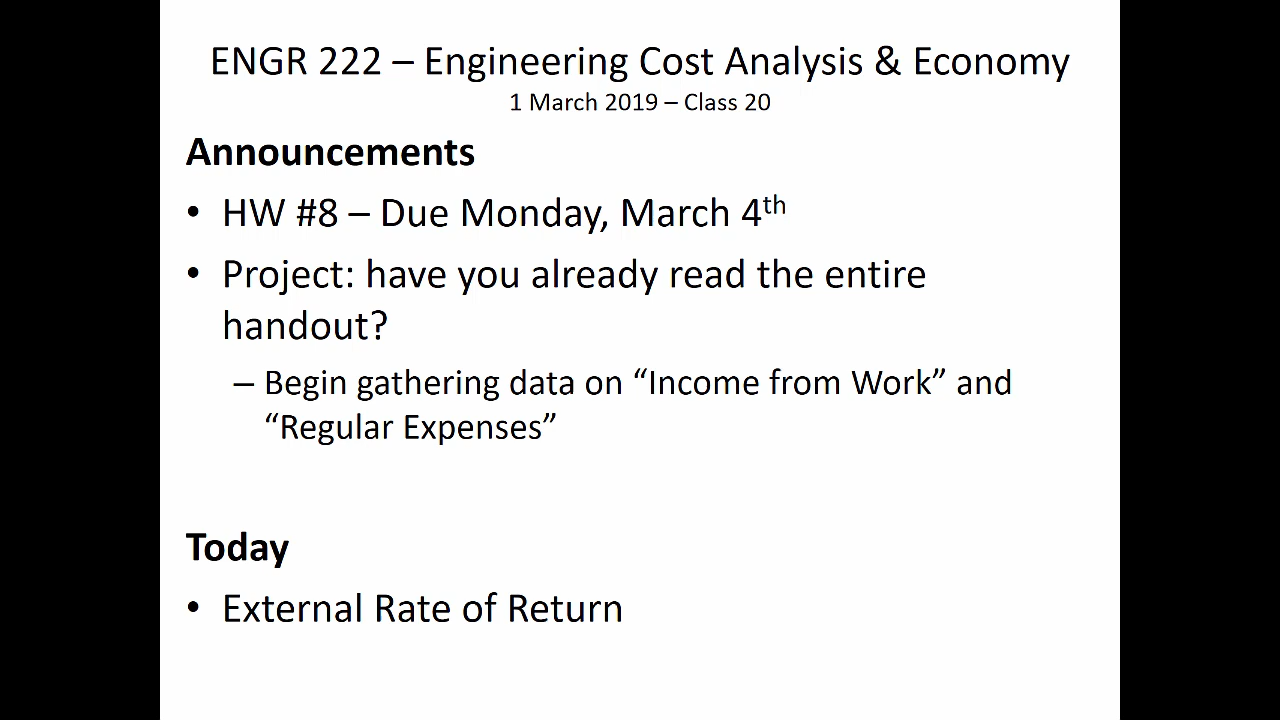 ENGR 222 – Engineering Cost Analysis & Economy
1 March 2019 – Class 20
Announcements
• HW #8 – Due Monday, March 4th
• Project: have you already read the entire
handout?
– Begin gathering data on “Income from Work” and
“Regular Expenses”
Today
• External Rate of Return